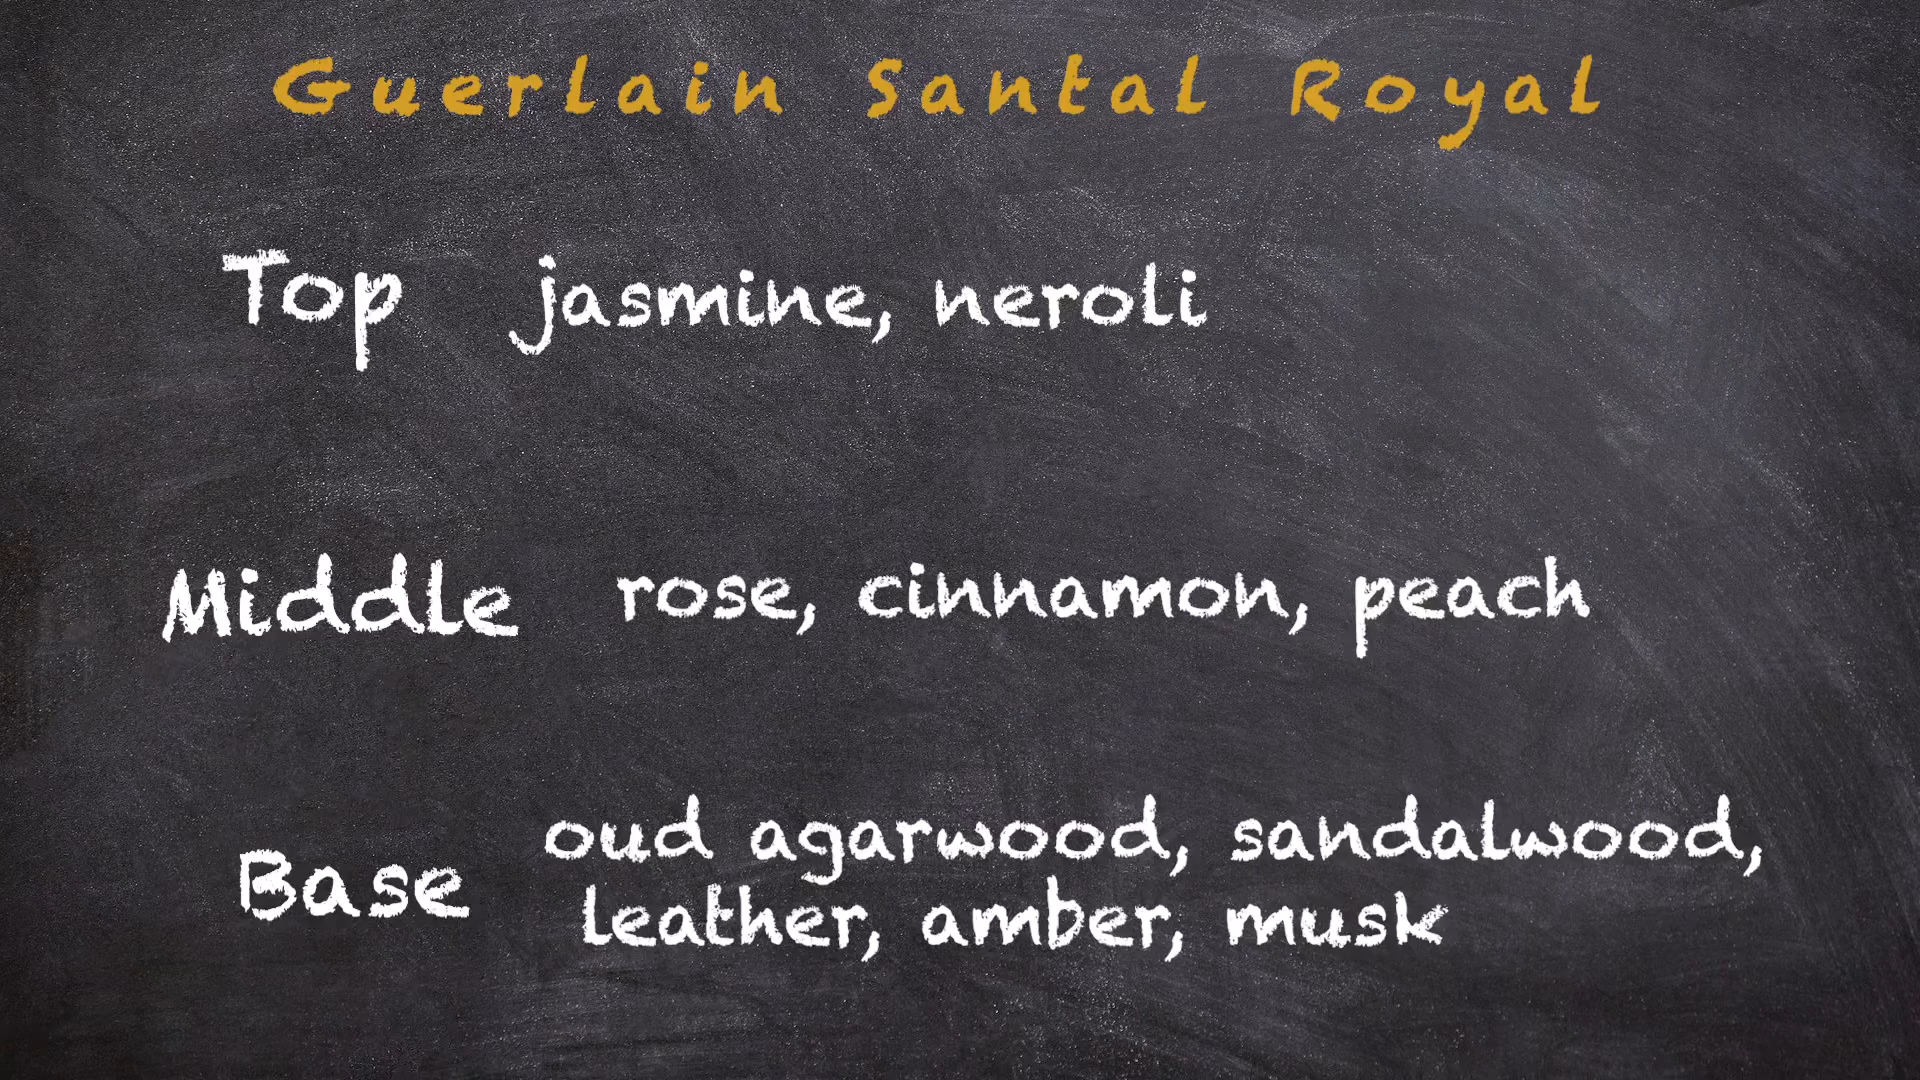 Guerlain Santal Royal
Top jasmine, neroli
Middle rose, cinnamon, peach
Base oud agarwood, sandalwood,
leather, amber, musk